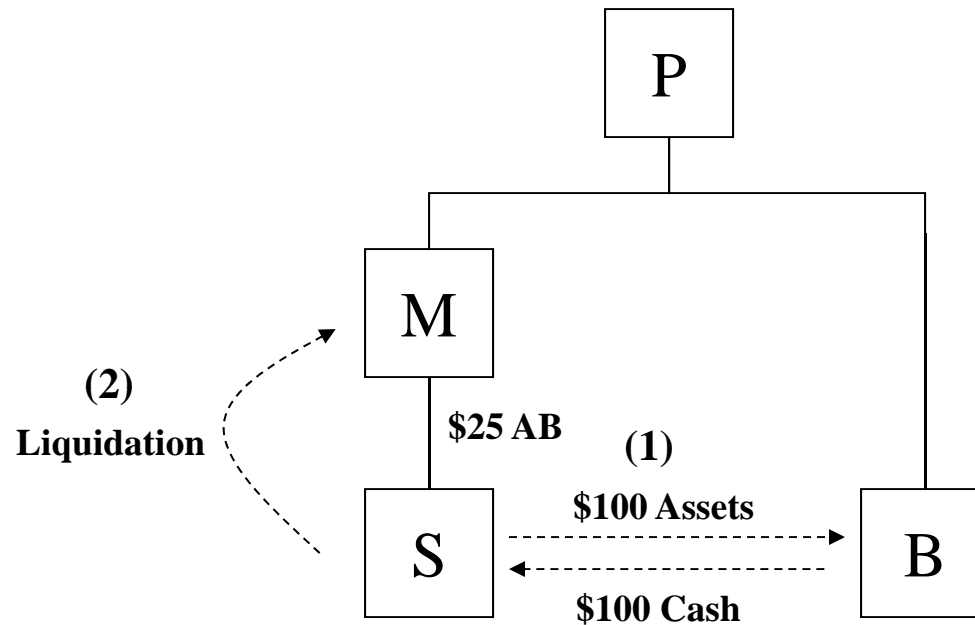 P
M
(2)
Liquidation
$25 AB
(1)
$100 Assets
S
B
$100 Cash